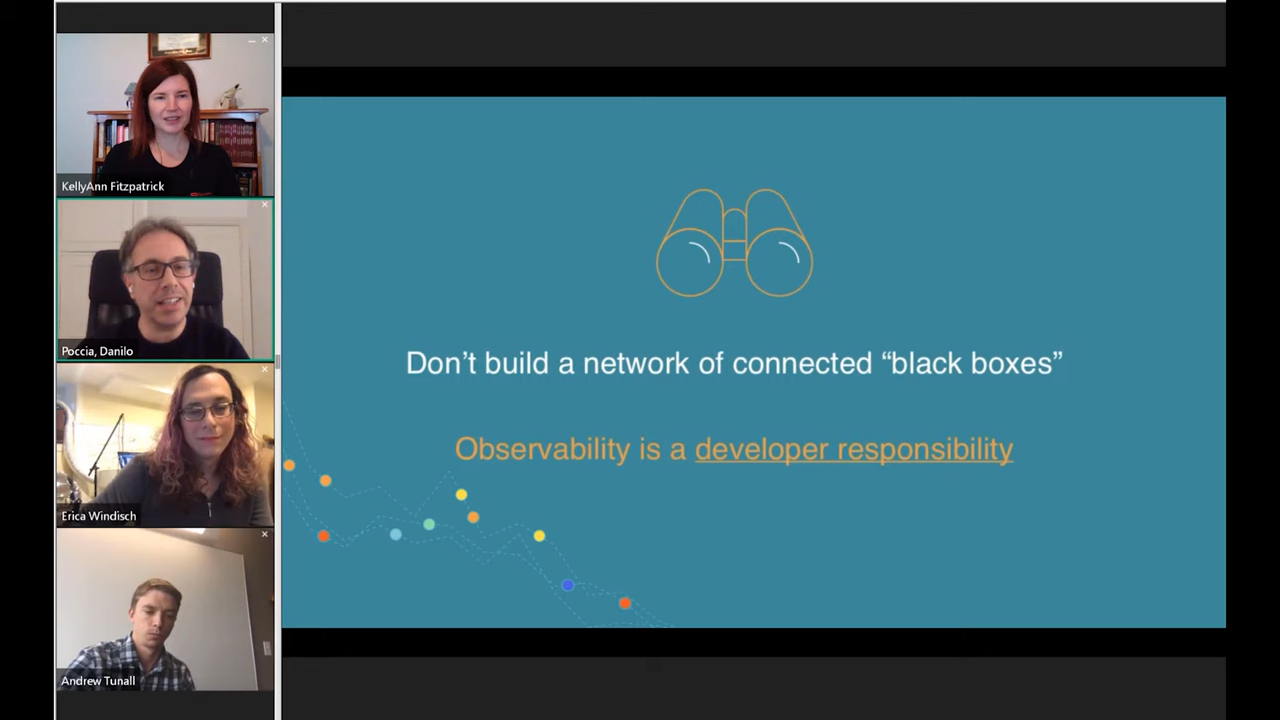 KellyAnn Fitzpatrick
Poccia, Danilo
Erica Windisch
Andrew Tunall
Don’t build a network of connected “black boxes”
Observability is a developer responsibility